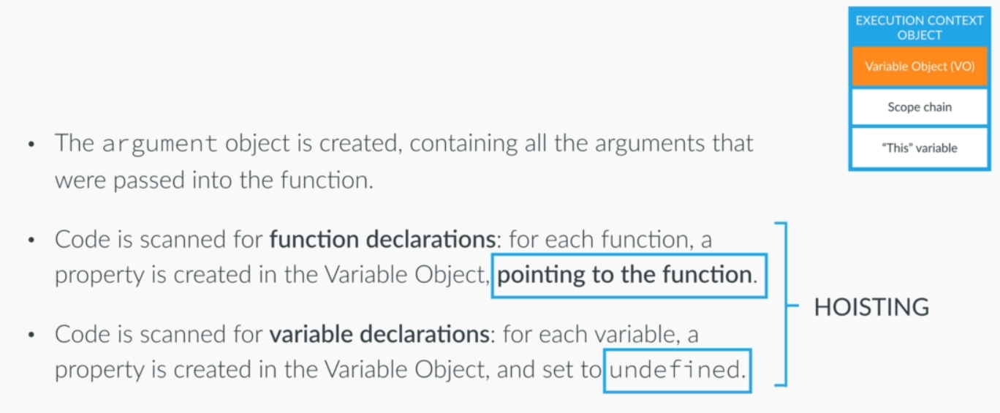 EXECUTION CONTEXT
OBJECT
Variable Object (VO)
Scope chain
"This" variable
• The argument object is created, containing all the arguments that
were passed into the function.
• Code is scanned for function declarations: for each function, a
property is created in the Variable Object, pointing to the function.
• Code is scanned for variable declarations: for each variable, a
property is created in the Variable Object, and set to undefined.
HOISTING